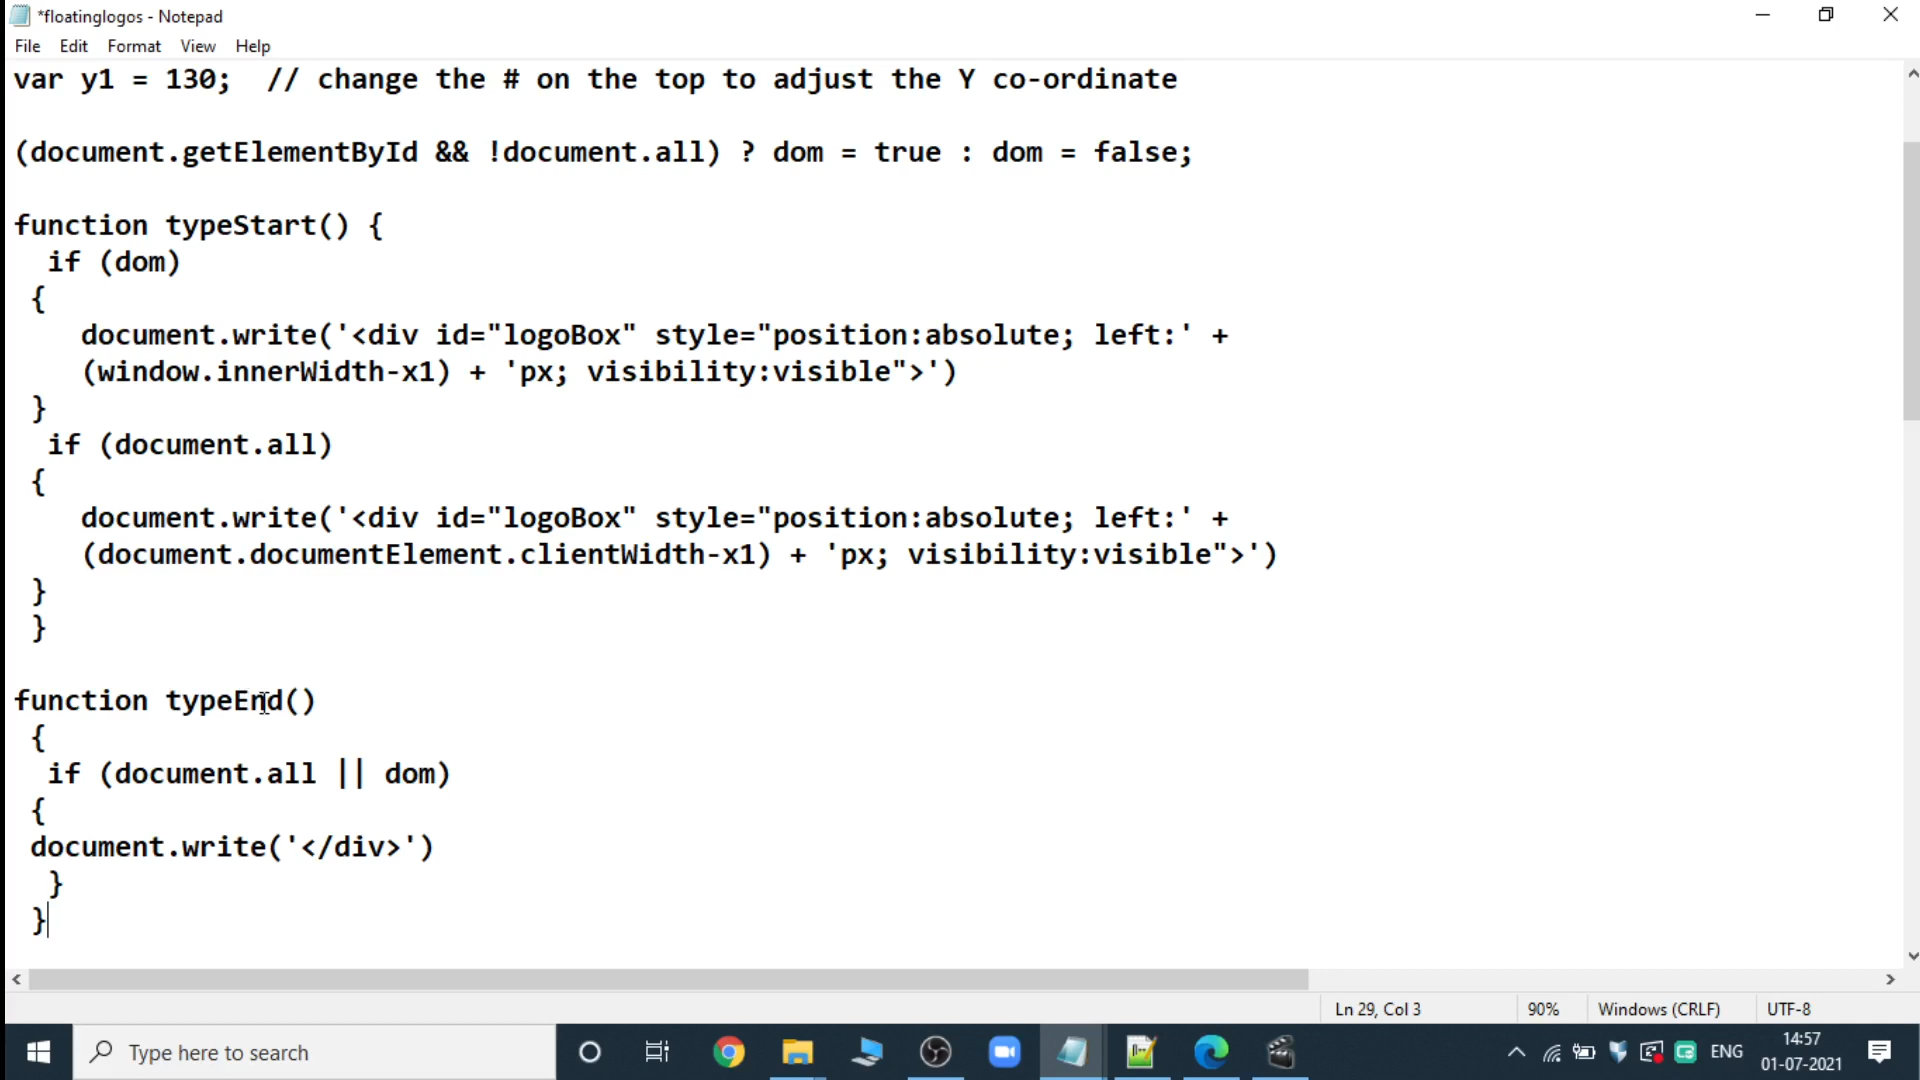 *floatinglogos - Notepad
File Edit Format View Help
var y1 = 130;  // change the # on the top to adjust the Y co-ordinate
(document.getElementById && !document.all) ? dom = true : dom = false;
function typeStart() {
  if (dom)
 {
    document.write('<div id="logoBox" style="position:absolute; left:' +
    (window.innerWidth-x1) + 'px; visibility:visible">')
 }
  if (document.all)
 {
    document.write('<div id="logoBox" style="position:absolute; left:' +
    (document.documentElement.clientWidth-x1) + 'px; visibility:visible">')
 }
 }
function typeEnd()
 {
  if (document.all || dom)
 {
 document.write('</div>')
  }
 }
Ln 29, Col 3 90% Windows (CRLF) UTF-8
Type here to search
ENG
14:57
01-07-2021